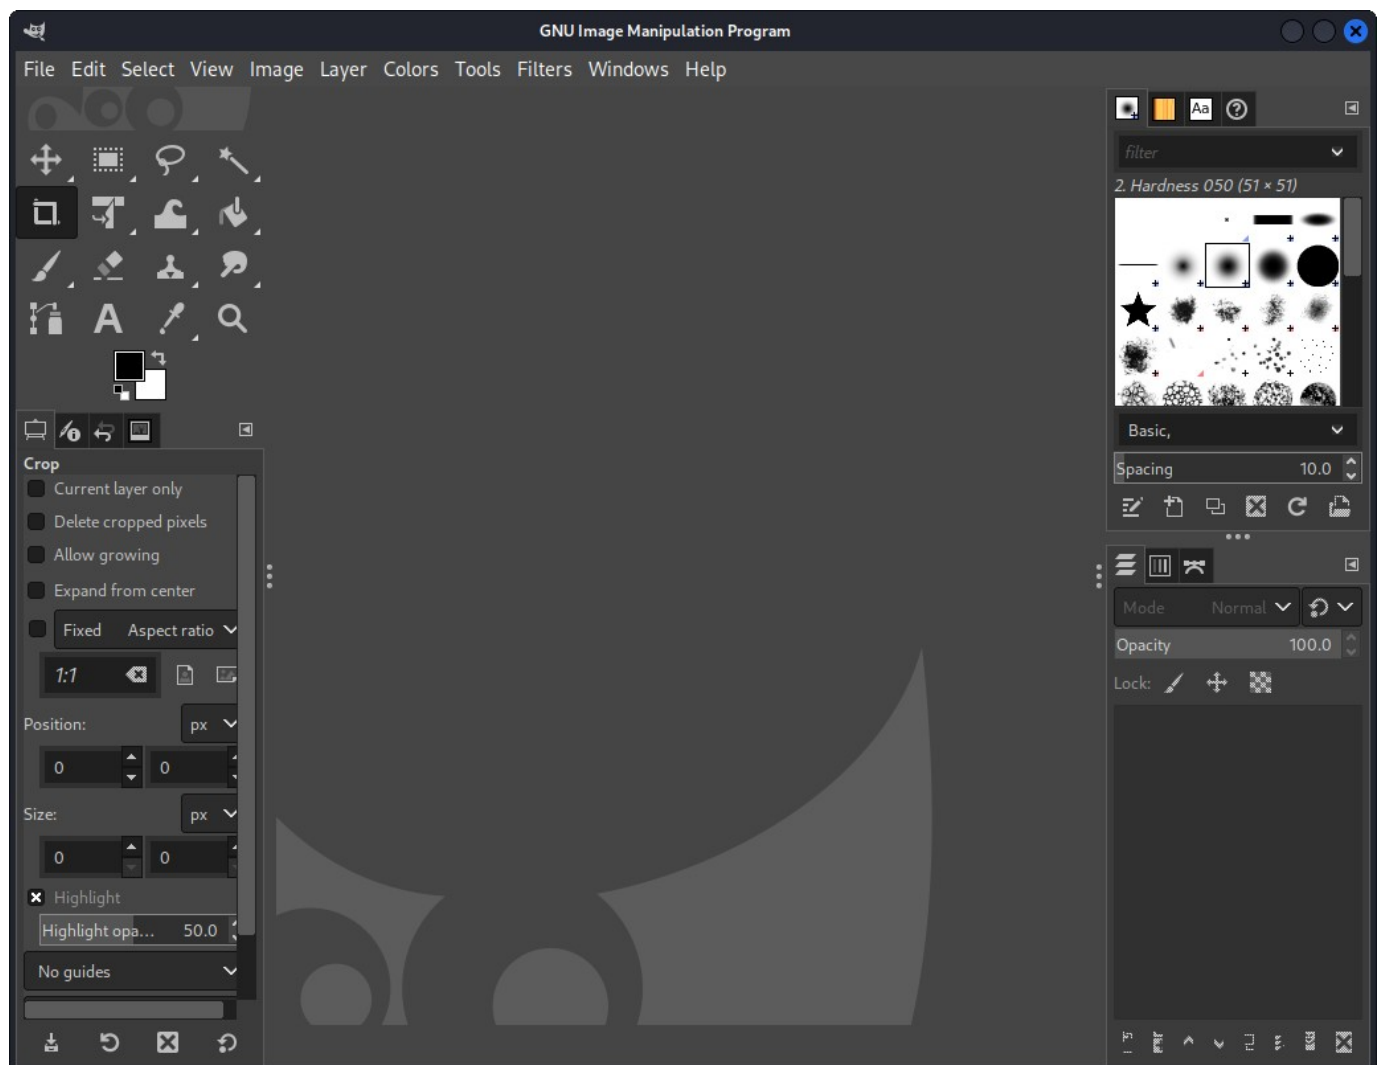 GNU Image Manipulation Program
File Edit Select View Image Layer Colors Tools Filters Windows Help
Aa
filter
2. Hardness 050 (51 × 51)
A
Basic,
Spacing 10.0
Crop
Current layer only
Delete cropped pixels
Allow growing
Expand from center
Fixed Aspect ratio
1:1
Position: px
0 0
Size: px
0 0
Highlight
Highlight opa... 50.0
No guides
Mode Normal
Opacity 100.0
Lock: